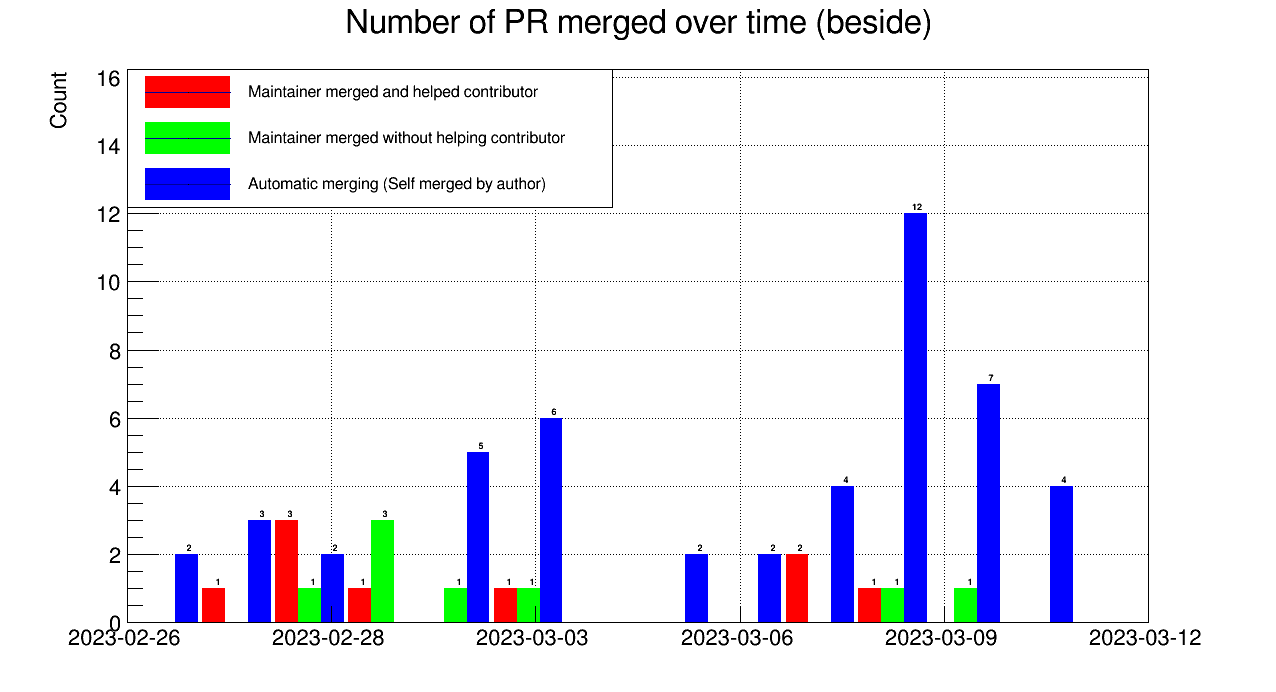 Number of PR merged over time (beside)
Count
16
14
12
10
8
6
4
2
0
Maintainer merged and helped contributor
Maintainer merged without helping contributor
Automatic merging (Self merged by author)
2 1 3 3 1 2 1 3 1 5 1 1 6 2 2 2 4 1 1 12 1 7 4
2023-02-26 2023-02-28 2023-03-03 2023-03-06 2023-03-09 2023-03-12